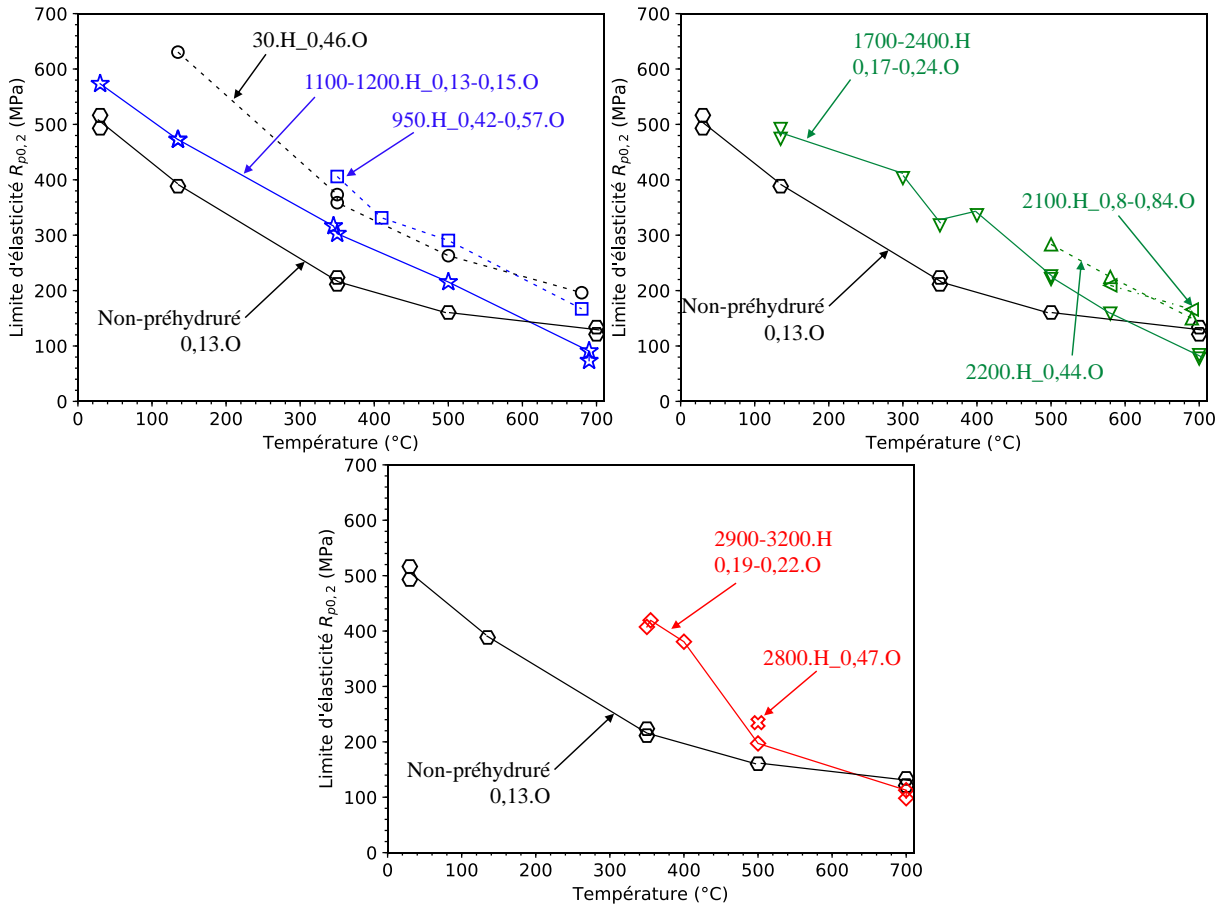 700
600
500
400
300
200
100
0
Limite d'élasticité Rp0,2 (MPa)
30.H_0,46.O
1100-1200.H_0,13-0,15.O
950.H_0,42-0,57.O
Non-préhydruré
0,13.O
0 100 200 300 400 500 600 700
Température (°C)
700
600
500
400
300
200
100
0
Limite d'élasticité Rp0,2 (MPa)
1700-2400.H
0,17-0,24.O
2100.H_0,8-0,84.O
Non-préhydruré
0,13.O
2200.H_0,44.O
0 100 200 300 400 500 600 700
Température (°C)
700
600
500
400
300
200
100
0
Limite d'élasticité Rp0,2 (MPa)
2900-3200.H
0,19-0,22.O
2800.H_0,47.O
Non-préhydruré
0,13.O
0 100 200 300 400 500 600 700
Température (°C)